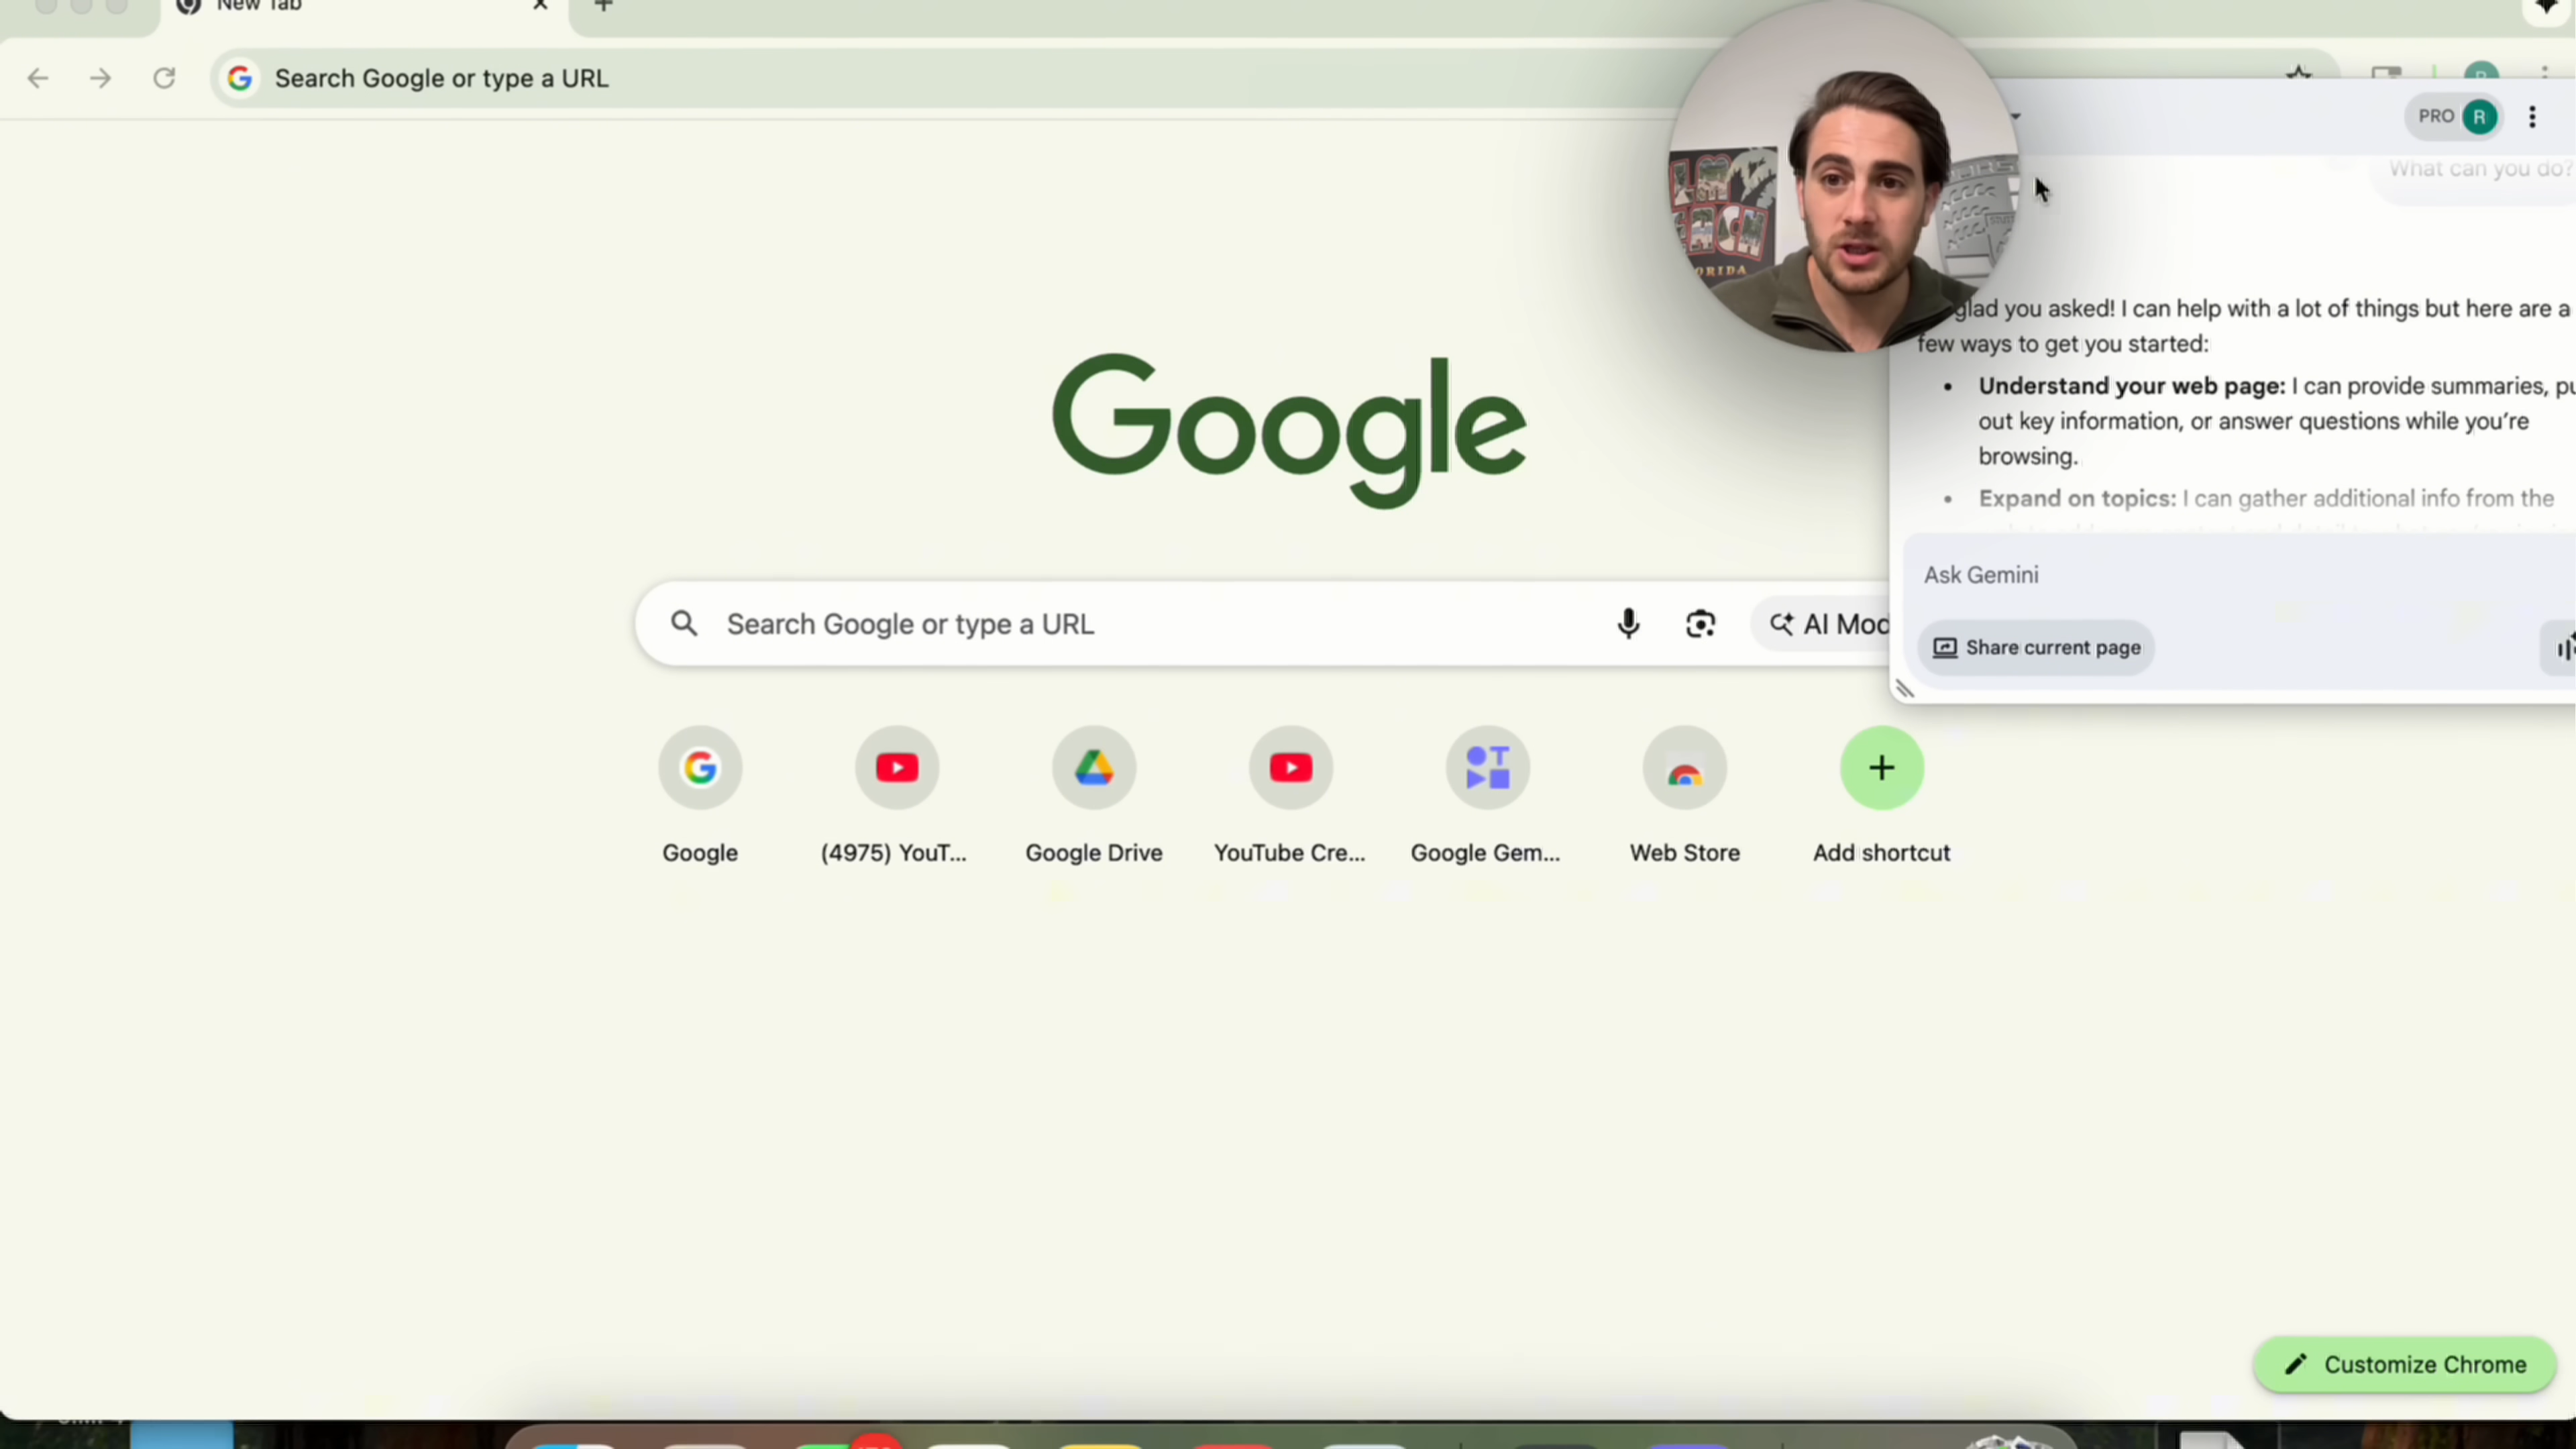 New Tab
Search Google or type a URL
PRO R
What can you do?
glad you asked! I can help with a lot of things but here are a
few ways to get you started:
• Understand your web page: I can provide summaries, pu
out key information, or answer questions while you're
browsing.
• Expand on topics: I can gather additional info from the
Ask Gemini
Share current page
Google
Search Google or type a URL
AI Mod
Google
(4975) YouT...
Google Drive
YouTube Cre...
Google Gem...
Web Store
Add shortcut
Customize Chrome